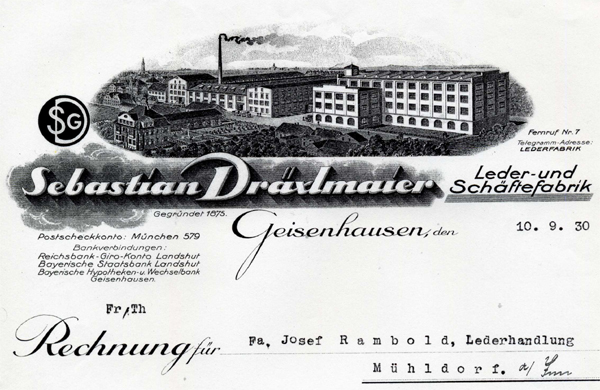 SDG
Fernruf Nr. 7
Telegramm-Adresse:
LEDERFABRIK
Sebastian Dräxlmaier
Leder- und
Schäftefabrik
Gegründet 1875.
Geisenhausen, den 10. 9. 30
Postscheckkonto: München 579
Bankverbindungen:
Reichsbank-Giro-Konto Landshut
Bayerische Staatsbank Landshut
Bayerische Hypotheken- u. Wechselbank
Geisenhausen.
Fr/Th
Rechnung für Fa. Josef Rambold, Lederhandlung
Mühldorf. a/ Inn